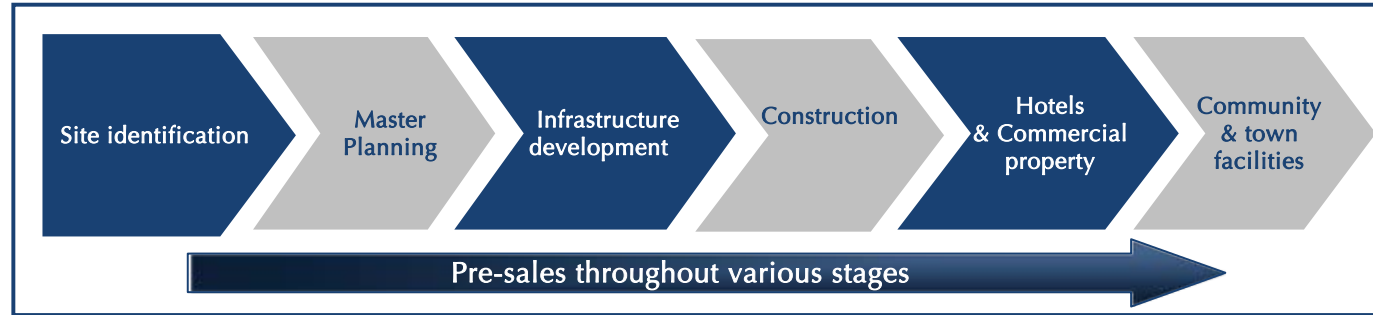 Site identification
Master
Planning
Infrastructure
development
Construction
Hotels
& Commercial
property
Community
& town
facilities
Pre-sales throughout various stages